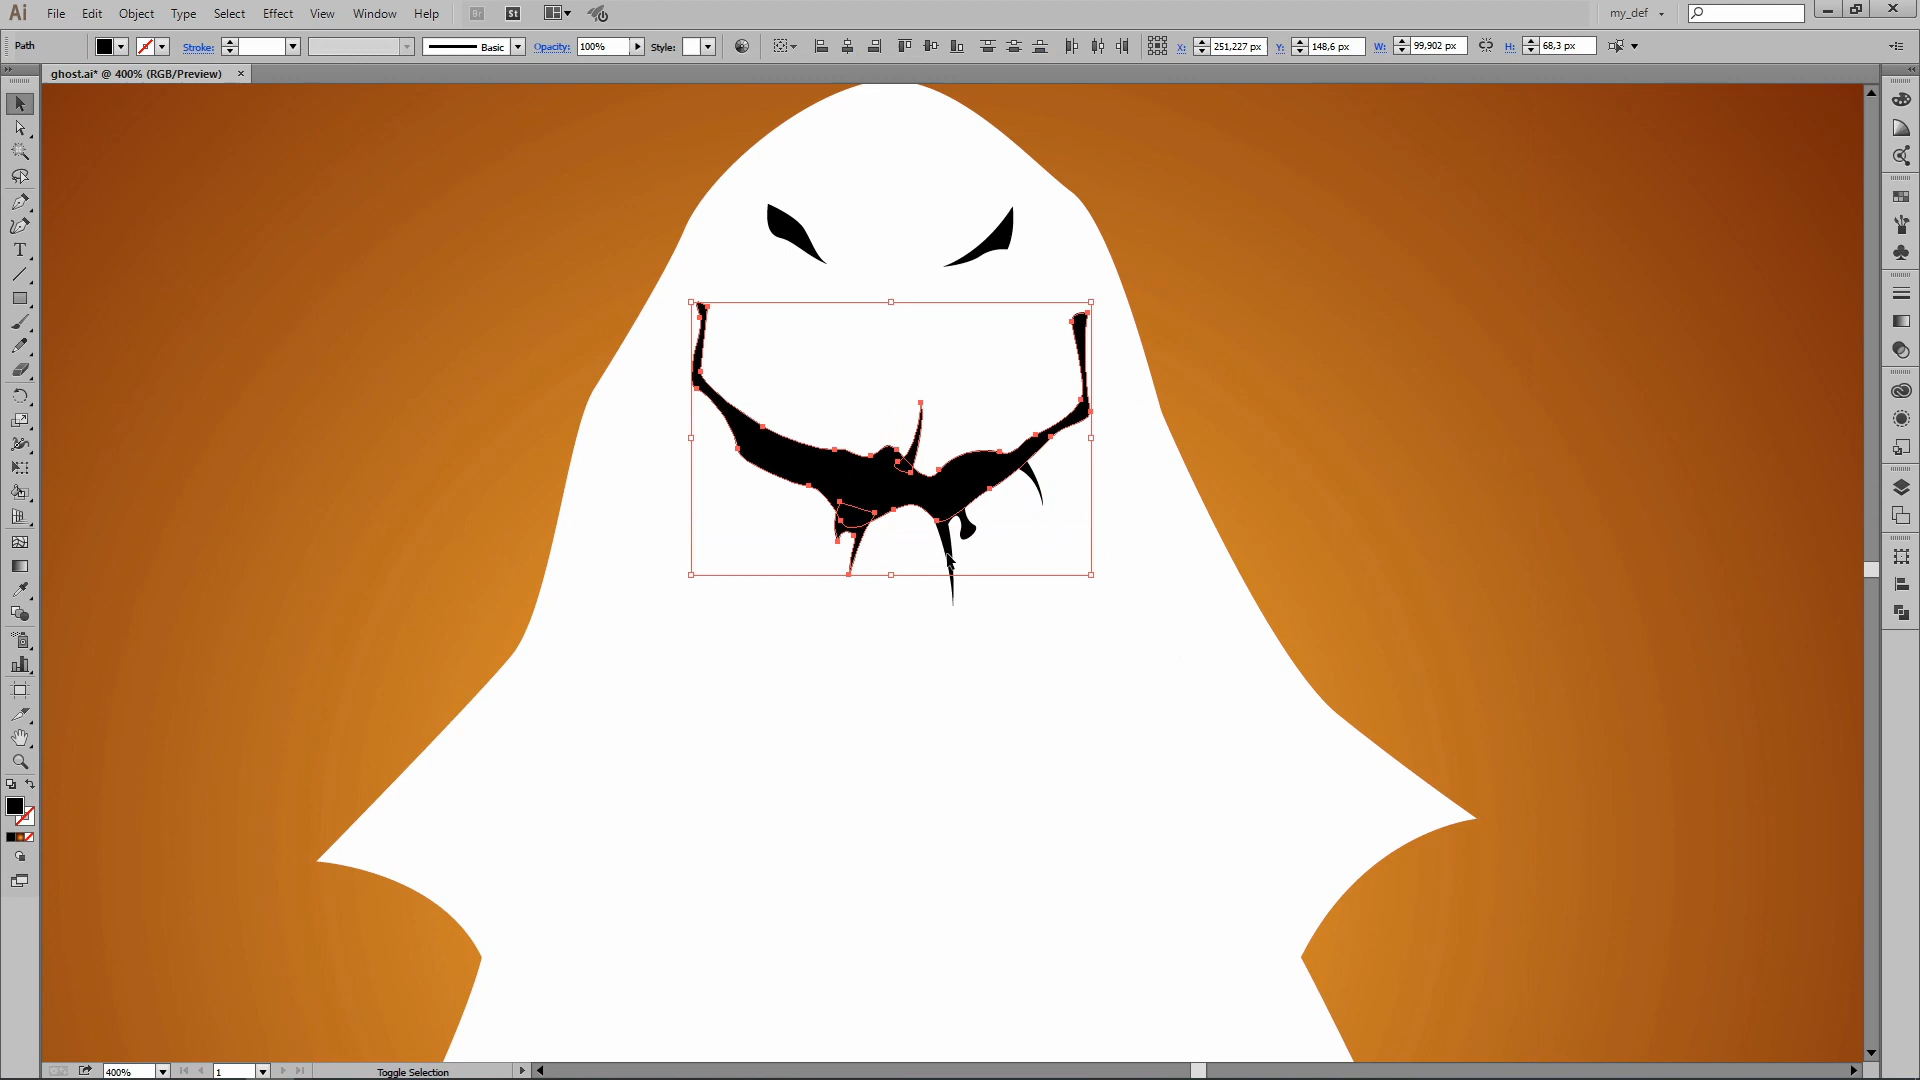 Ai File Edit Object Type Select Effect View Window Help Br St my_def
Path Stroke: Basic Opacity: 100% Style: X: 251,227 px Y: 148,6 px W: 99,902 px H: 68,3 px
ghost.ai* @ 400% (RGB/Preview) ×
T
400% 1 Toggle Selection